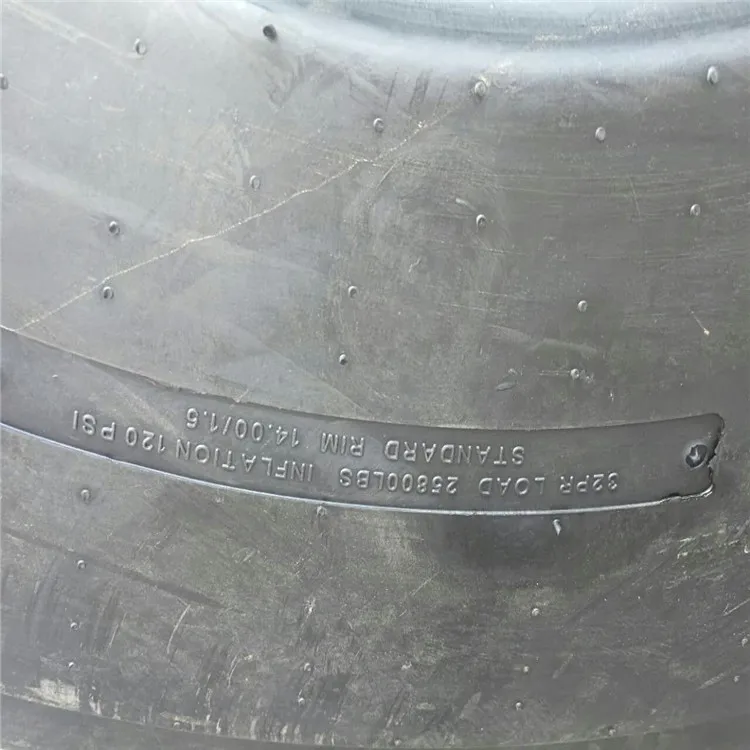 32PR LOAD 25800LBS INFLATION 120 PSI
STANDARD RIM 14.00/1.5